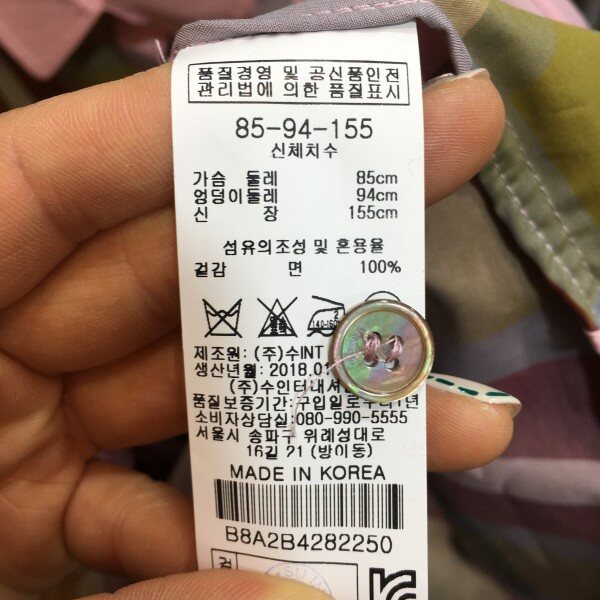 품질경영 및 공산품안전
관리법에 의한 품질표시
85-94-155
신체치수
가슴 둘레 85cm
엉덩이둘레 94cm
신 장 155cm
섬유의조성 및 혼용율
겉감 면 100%
제조원: (주)수INT
생산년월: 2018.01
(주)수인터내셔
품질보증기간:구입일로부터1년
소비자상담실:080-990-5555
서울시 송파구 위례성대로
16길 21 (방이동)
MADE IN KOREA
B8A2B4282250